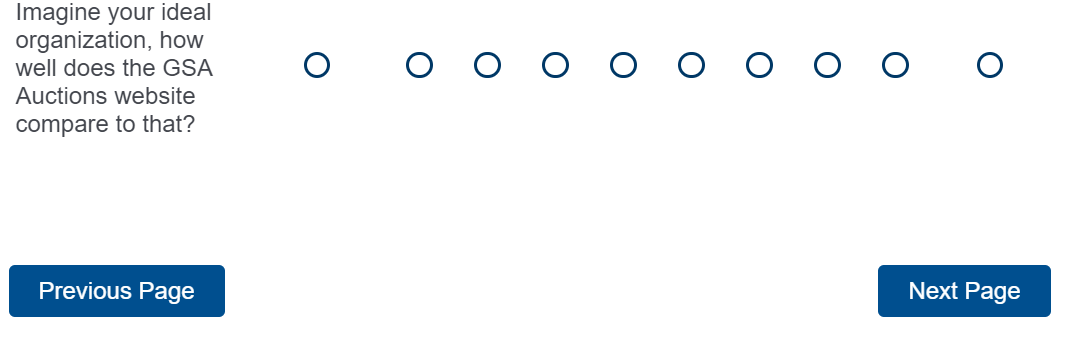 Imagine your ideal
organization, how
well does the GSA
Auctions website
compare to that?
Previous Page
Next Page